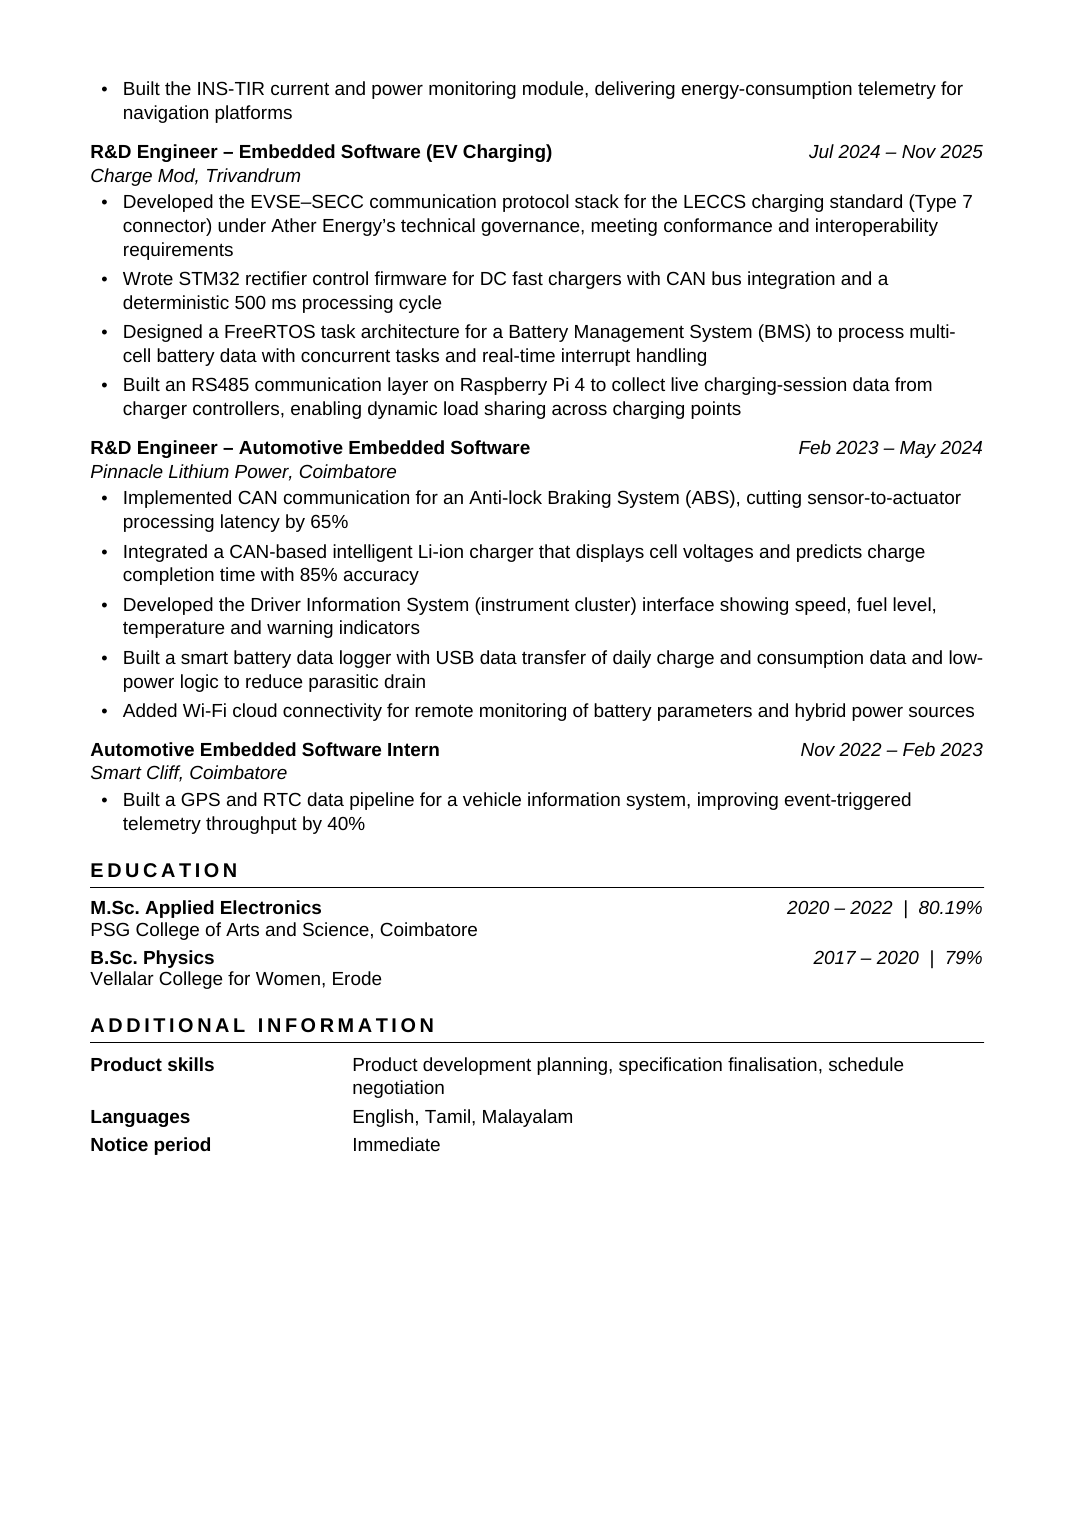 • Built the INS-TIR current and power monitoring module, delivering energy-consumption telemetry for
navigation platforms
R&D Engineer – Embedded Software (EV Charging) Jul 2024 – Nov 2025
Charge Mod, Trivandrum
• Developed the EVSE–SECC communication protocol stack for the LECCS charging standard (Type 7
connector) under Ather Energy’s technical governance, meeting conformance and interoperability
requirements
• Wrote STM32 rectifier control firmware for DC fast chargers with CAN bus integration and a
deterministic 500 ms processing cycle
• Designed a FreeRTOS task architecture for a Battery Management System (BMS) to process multi-
cell battery data with concurrent tasks and real-time interrupt handling
• Built an RS485 communication layer on Raspberry Pi 4 to collect live charging-session data from
charger controllers, enabling dynamic load sharing across charging points
R&D Engineer – Automotive Embedded Software Feb 2023 – May 2024
Pinnacle Lithium Power, Coimbatore
• Implemented CAN communication for an Anti-lock Braking System (ABS), cutting sensor-to-actuator
processing latency by 65%
• Integrated a CAN-based intelligent Li-ion charger that displays cell voltages and predicts charge
completion time with 85% accuracy
• Developed the Driver Information System (instrument cluster) interface showing speed, fuel level,
temperature and warning indicators
• Built a smart battery data logger with USB data transfer of daily charge and consumption data and low-
power logic to reduce parasitic drain
• Added Wi-Fi cloud connectivity for remote monitoring of battery parameters and hybrid power sources
Automotive Embedded Software Intern Nov 2022 – Feb 2023
Smart Cliff, Coimbatore
• Built a GPS and RTC data pipeline for a vehicle information system, improving event-triggered
telemetry throughput by 40%
EDUCATION
M.Sc. Applied Electronics 2020 – 2022 | 80.19%
PSG College of Arts and Science, Coimbatore
B.Sc. Physics 2017 – 2020 | 79%
Vellalar College for Women, Erode
ADDITIONAL INFORMATION
Product skills Product development planning, specification finalisation, schedule
negotiation
Languages English, Tamil, Malayalam
Notice period Immediate